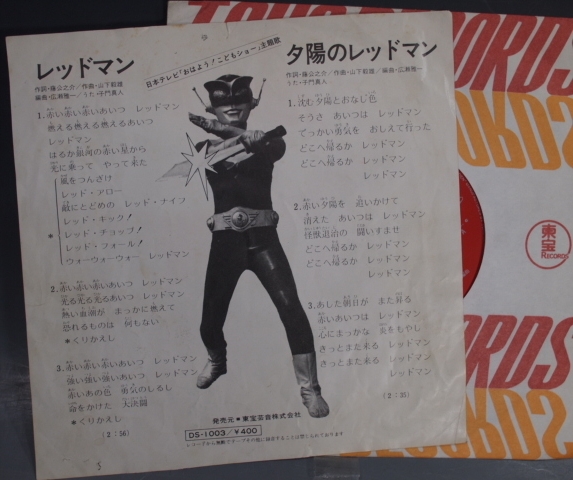 レッドマン
日本テレビ「おはよう!こどもショー」主題歌
夕陽のレッドマン
作詞・藤公之介/作曲・山下毅雄
編曲・広瀬雅一/うた・子門真人
1.赤い赤い赤いあいつ レッドマン
燃える燃える燃えるあいつ
レッドマン
はるか銀河の赤い星から
光に乗って やって来た
風をつんざけ
レッド・アロー
敵にとどめの レッド・ナイフ
レッド・キック!
* レッド・チョップ!
レッド・フォール!
ウォーウォーウォー レッドマン
2.赤い赤い赤いあいつ レッドマン
光る光る光るあいつ レッドマン
熱い血潮が まっかに燃えて
恐れるものは 何もない
*くりかえし
3.赤い赤い赤いあいつ レッドマン
強い強い強いあいつ レッドマン
赤いあの色 勇気のしるし
命をかけた 大決闘
*くりかえし
(2:56)
作詞・藤公之介/作曲・山下毅雄
編曲・広瀬雅一/うた・子門真人
1.沈む夕陽とおなじ色
そうさ あいつは レッドマン
でっかい勇気を おしえて行った
どこへ帰るか レッドマン
どこへ帰るか レッドマン
レッドマン
2.赤い夕陽を 追いかけて
消えた あいつは レッドマン
怪獣退治の 闘いすませ
どこへ帰るか レッドマン
どこへ帰るか レッドマン
レッドマン
3.あした朝日が また昇る
赤いあいつは レッドマン
心にまっかな 炎をもやし
きっとまた来る レッドマン
きっとまた来る レッドマン
レッドマン
(2:35)
発売元●東宝芸音株式会社
DS-1003/¥400
東宝
RECORDS